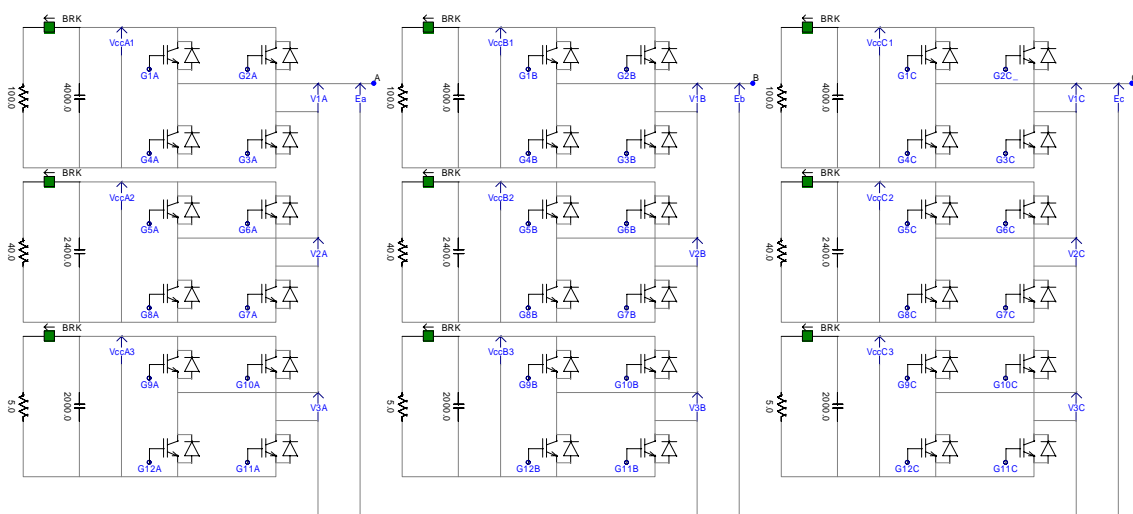 BRK BRK BRK
VccA1 VccB1 VccC1
G1A G2A G1B G2B G1C G2C_
A B
100.0 4000.0 V1A Ea 100.0 4000.0 V1B Eb 100.0 4000.0 V1C Ec
G4A G3A G4B G3B G4C G3C
BRK BRK BRK
VccA2 VccB2 VccC2
G5A G6A G5B G6B G5C G6C
40.0 2400.0 V2A 40.0 2400.0 V2B 40.0 2400.0 V2C
G8A G7A G8B G7B G8C G7C
BRK BRK BRK
VccA3 VccB3 VccC3
G9A G10A G9B G10B G9C G10C
5.0 2000.0 V3A 5.0 2000.0 V3B 5.0 2000.0 V3C
G12A G11A G12B G11B G12C G11C